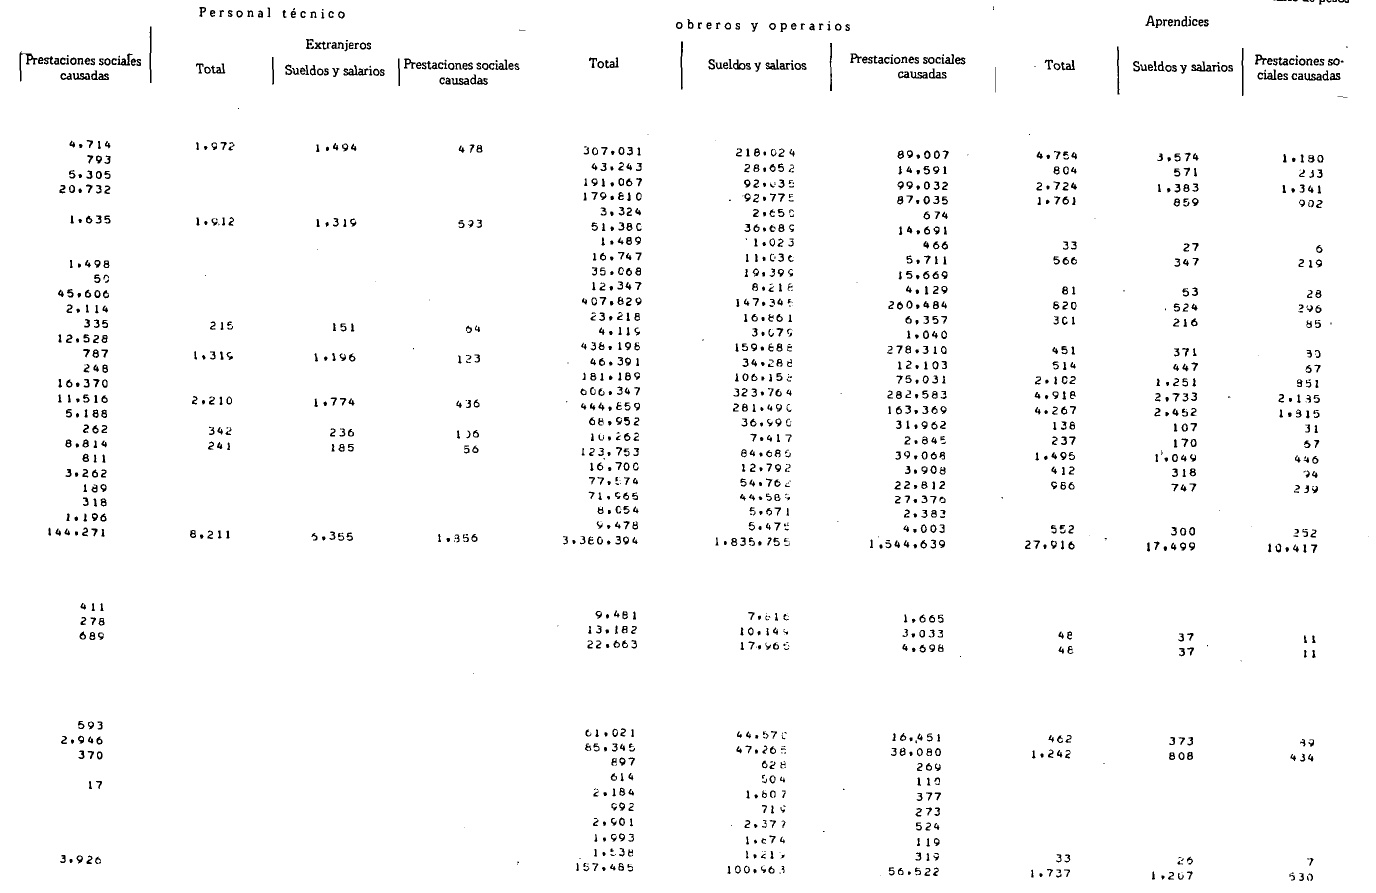 Personal técnico
obreros y operarios
Aprendices
Extranjeros
Prestaciones sociales causadas Total Sueldos y salarios Prestaciones sociales causadas Total Sueldos y salarios Prestaciones sociales causadas Total Sueldos y salarios Prestaciones so-
ciales causadas
4.714 1.972 1.494 478 307.031 218.024 89.007 4.754 3.574 1.180
793 43.243 28.652 14.591 804 571 233
5.305 191.067 92.035 99.032 2.724 1.383 1.341
20.732 179.810 92.775 87.035 1.761 859 902
3.324 2.650 674
1.635 1.912 1.319 593 51.380 36.689 14.691
1.489 1.023 466 33 27 6
16.747 11.036 5.711 566 347 219
1.498 35.068 19.399 15.669
50 12.347 8.218 4.129 81 53 28
45.606 407.829 147.345 260.484 820 524 296
2.114 23.218 16.861 6.357 301 216 85
335 215 151 64 4.119 3.079 1.040
12.528 438.198 159.888 278.310 451 371 80
787 1.319 1.196 123 46.391 34.288 12.103 514 447 67
248 181.189 106.158 75.031 2.102 1.251 851
16.370 606.347 323.764 282.583 4.918 2.733 2.185
11.516 2.210 1.774 436 444.859 281.490 163.369 4.267 2.452 1.815
5.188 68.952 36.990 31.962 138 107 31
262 342 236 106 10.262 7.417 2.845 237 170 67
8.814 241 185 56 123.753 84.685 39.068 1.495 1.049 446
811 16.700 12.792 3.908 412 318 94
3.262 77.574 54.762 22.812 986 747 239
189 71.965 44.589 27.376
318 8.054 5.671 2.383
1.196 9.478 5.475 4.003 552 300 252
144.271 8.211 6.355 1.856 3.380.394 1.835.755 1.544.639 27.916 17.499 10.417
411 9.481 7.816 1.665
278 13.182 10.149 3.033 48 37 11
689 22.663 17.965 4.698 48 37 11
593 61.021 44.570 16.451 462 373 89
2.946 85.345 47.265 38.080 1.242 808 434
370 897 628 269
614 504 110
17 2.184 1.807 377
992 719 273
2.901 2.377 524
1.993 1.874 119
1.538 1.219 319 33 26 7
3.926 157.485 100.963 56.522 1.737 1.207 530